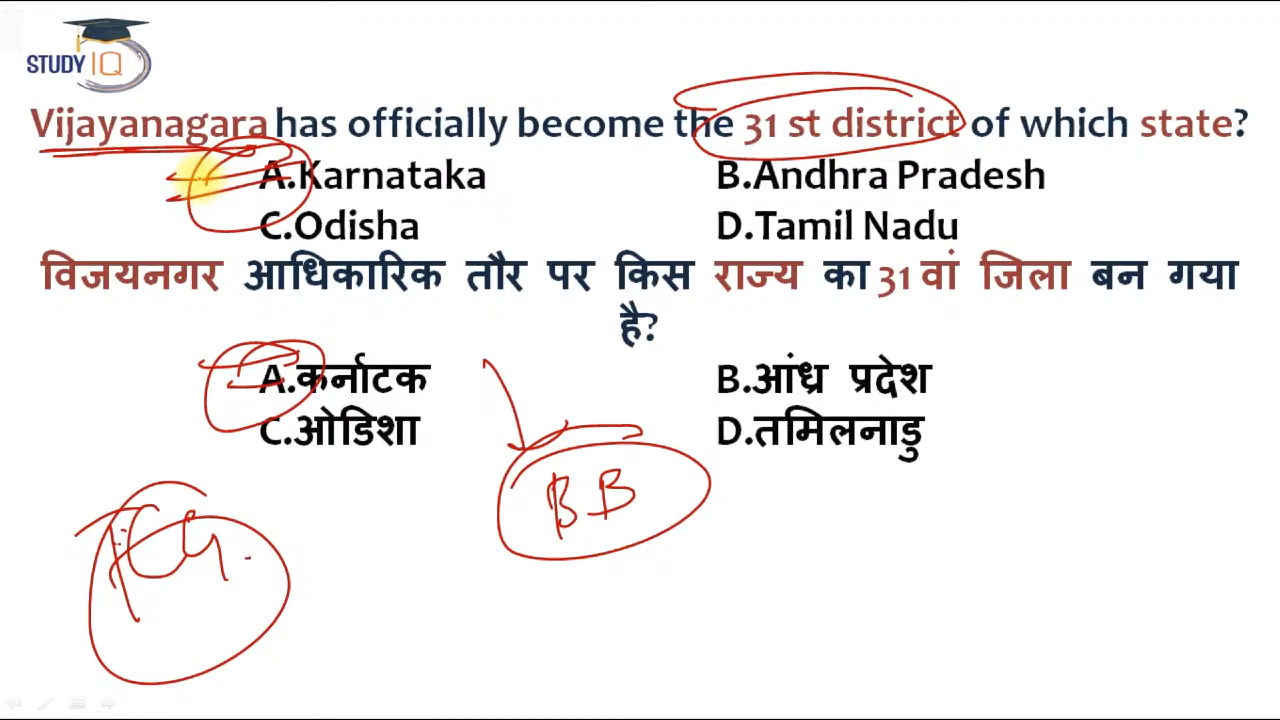 STUDY IQ
Vijayanagara has officially become the 31 st district of which state?
A.Karnataka B.Andhra Pradesh
C.Odisha D.Tamil Nadu
विजयनगर आधिकारिक तौर पर किस राज्य का 31 वां जिला बन गया
है?
A.कर्नाटक B.आंध्र प्रदेश
C.ओडिशा D.तमिलनाडु
BB